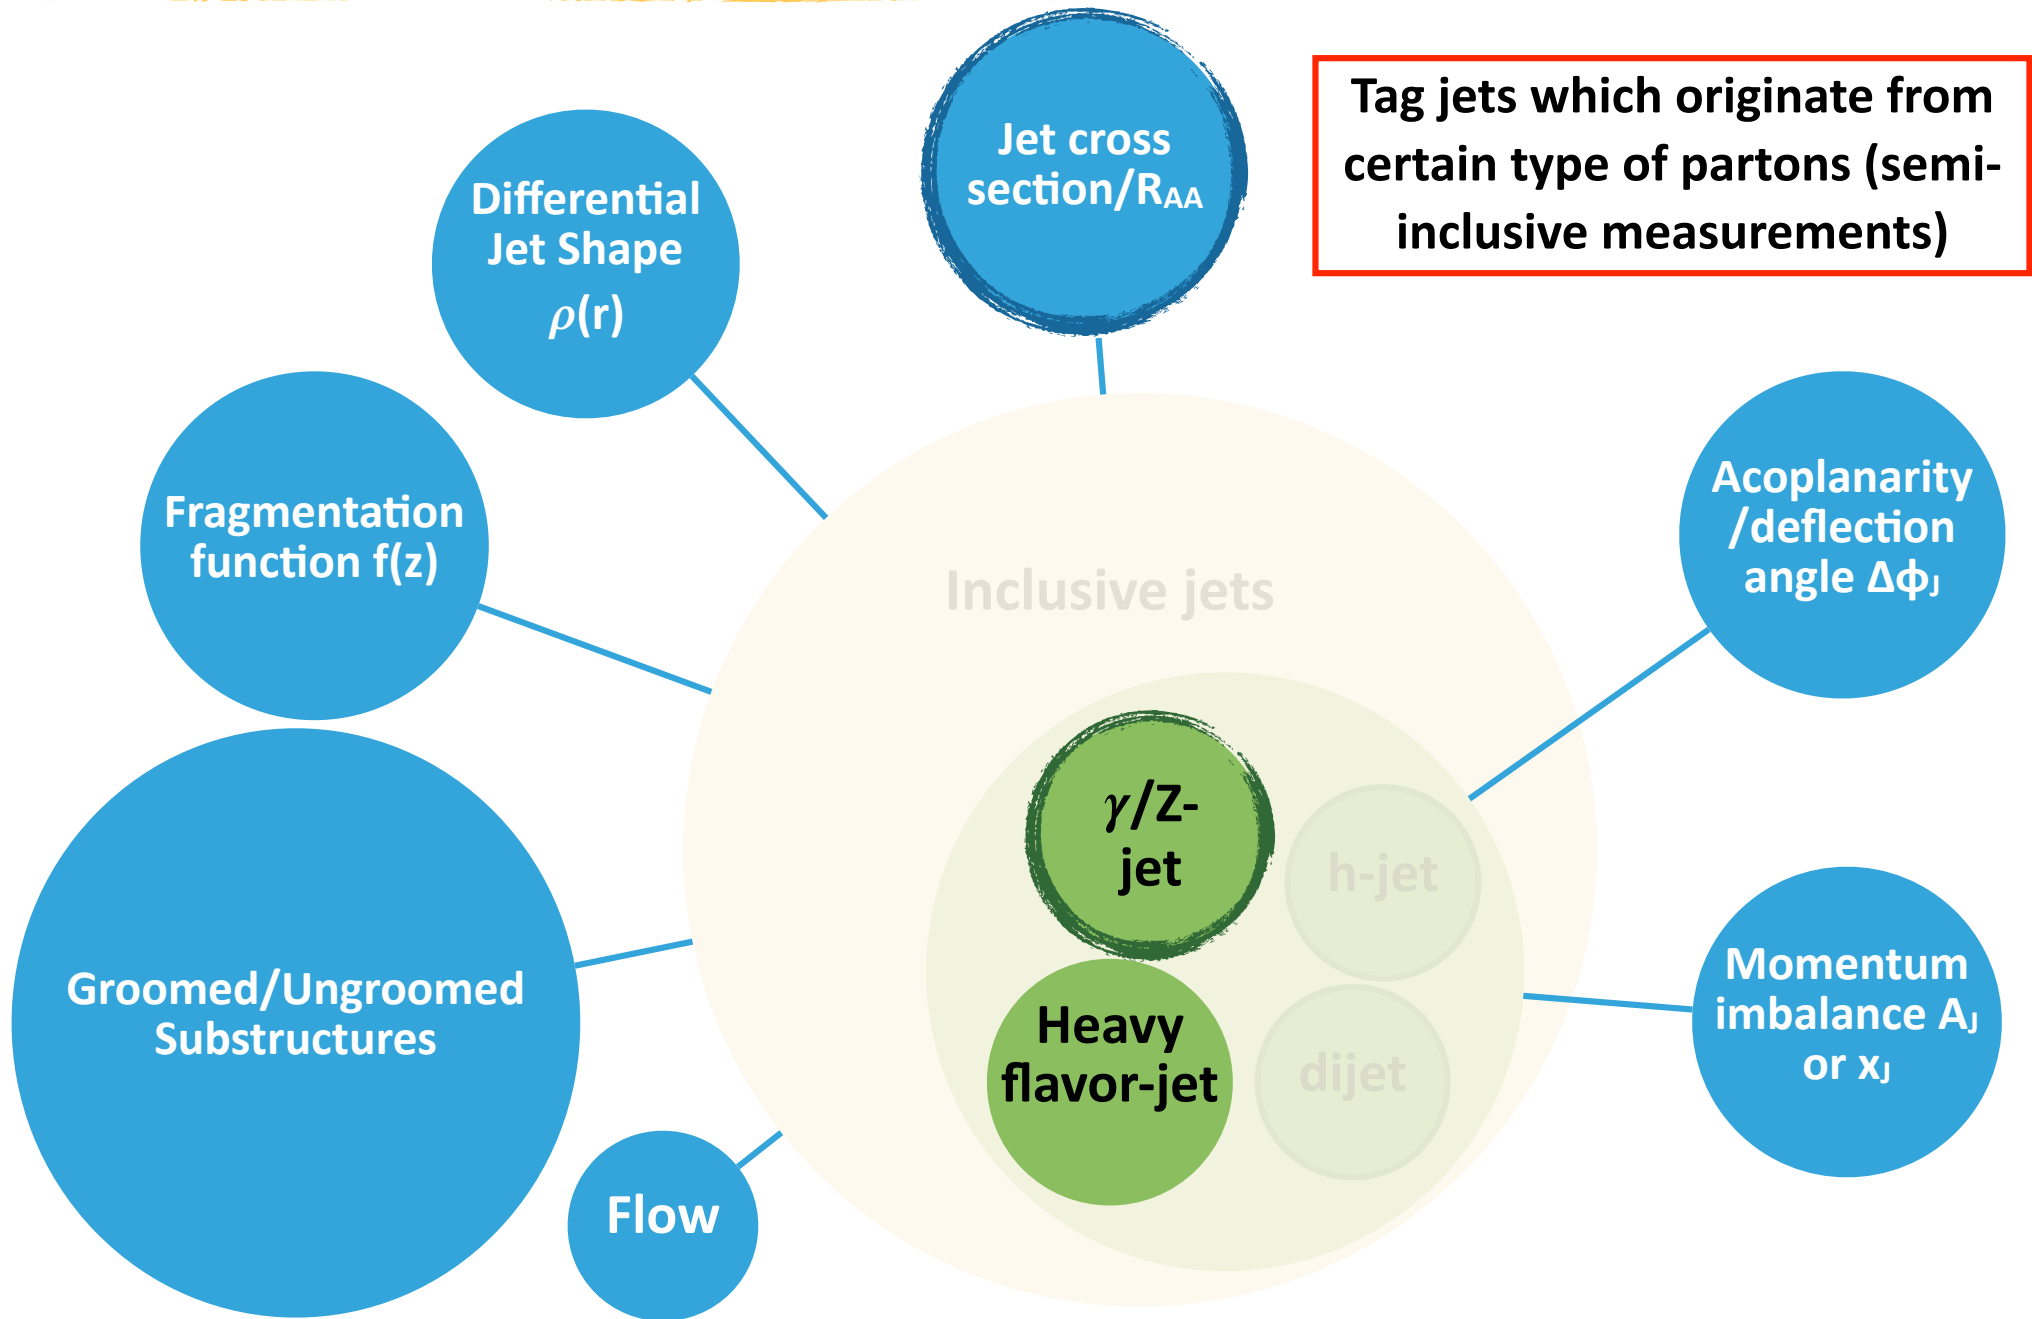 Jet cross
section/RAA
Tag jets which originate from
certain type of partons (semi-
inclusive measurements)
Differential
Jet Shape
ρ(r)
Fragmentation
function f(z)
Acoplanarity
/deflection
angle ΔϕJ
Inclusive jets
γ/Z-
jet
h-jet
Heavy
flavor-jet
dijet
Groomed/Ungroomed
Substructures
Momentum
imbalance AJ
or xJ
Flow